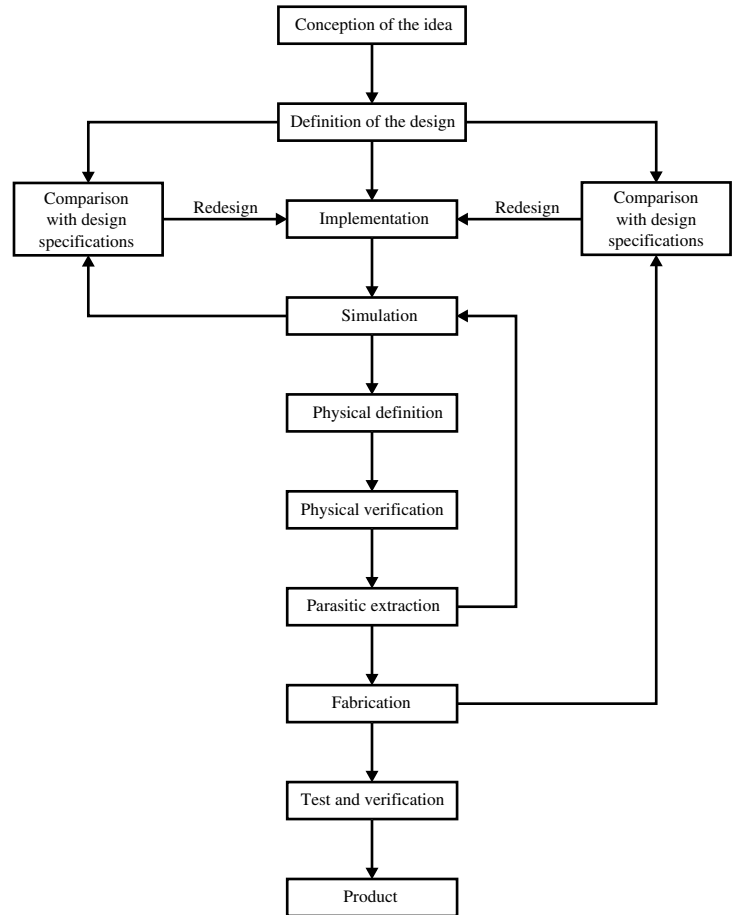 Conception of the idea
Definition of the design
Comparison
with design
specifications
Redesign
Implementation
Redesign
Comparison
with design
specifications
Simulation
Physical definition
Physical verification
Parasitic extraction
Fabrication
Test and verification
Product